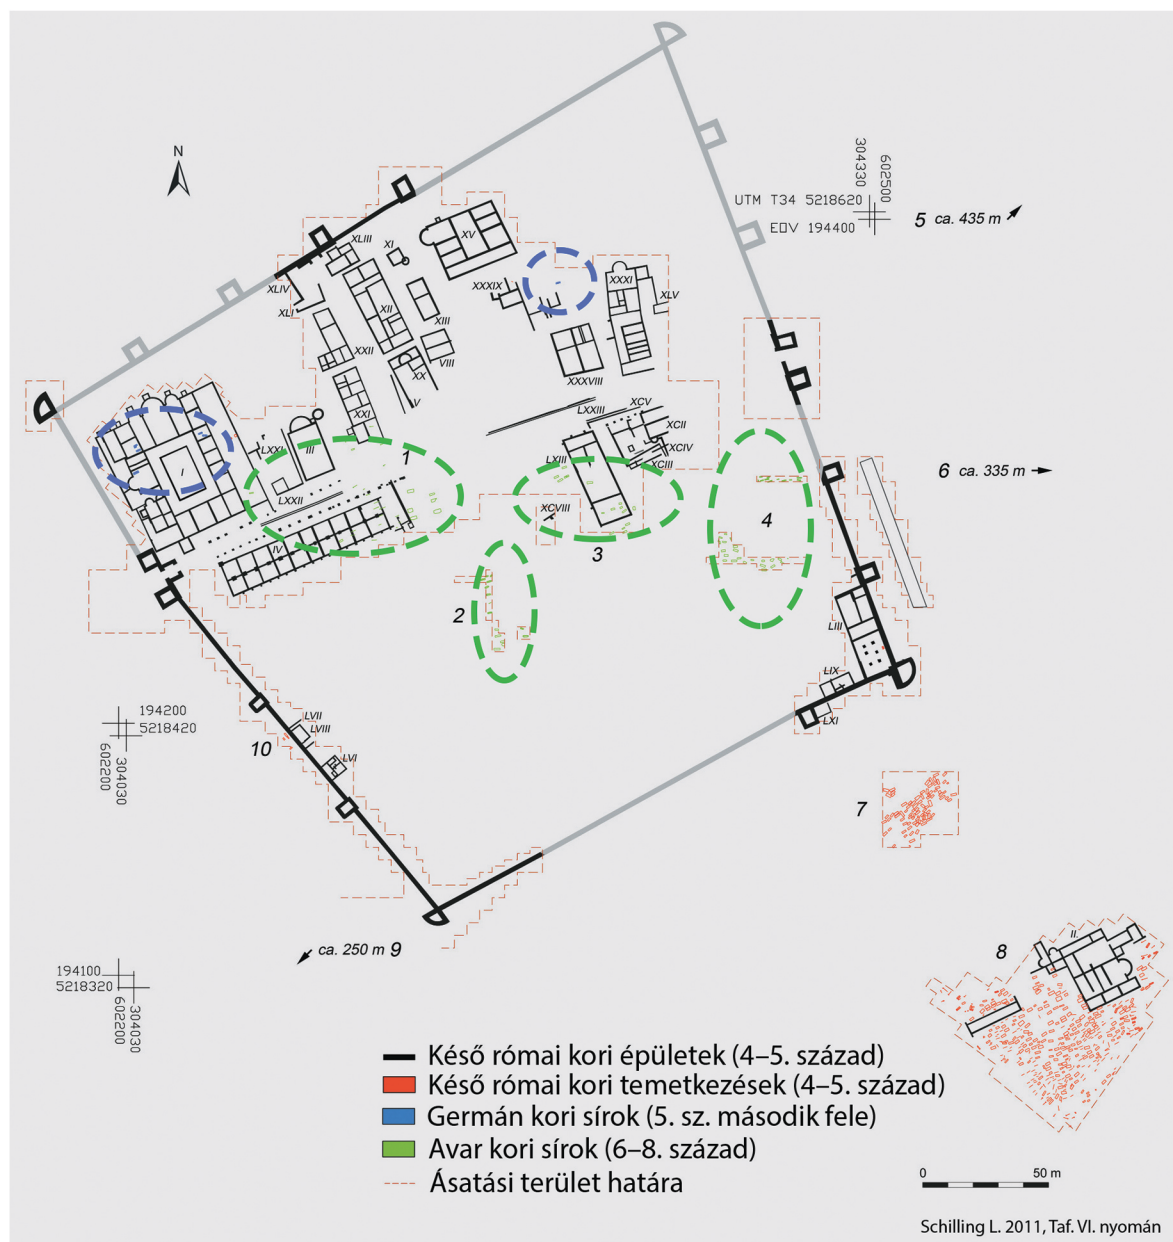 N
304330
602500
UTM T34 5218620
EOV 194400
5 ca. 435 m
XLIII
XI
XV
XLIV
XLI
XII
XXXIX
XXXI
XLV
XIII
XXII
VIII
XX
XXXVIII
V
XXI
LXXIII
XCV
XCII
XCIV
XCIII
LXXI
III
1
LXIII
I
LXXII
6 ca. 335 m
XCVIII
4
3
IV
2
LIII
LIX
LXI
194200
5218420
602200
304030
LVII
LVIII
10
LVI
7
ca. 250 m 9
8
II.
194100
5218320
602200
304030
Késő római kori épületek (4–5. század)
Késő római kori temetkezések (4–5. század)
Germán kori sírok (5. sz. második fele)
Avar kori sírok (6–8. század)
Ásatási terület határa
0 50 m
Schilling L. 2011, Taf. VI. nyomán